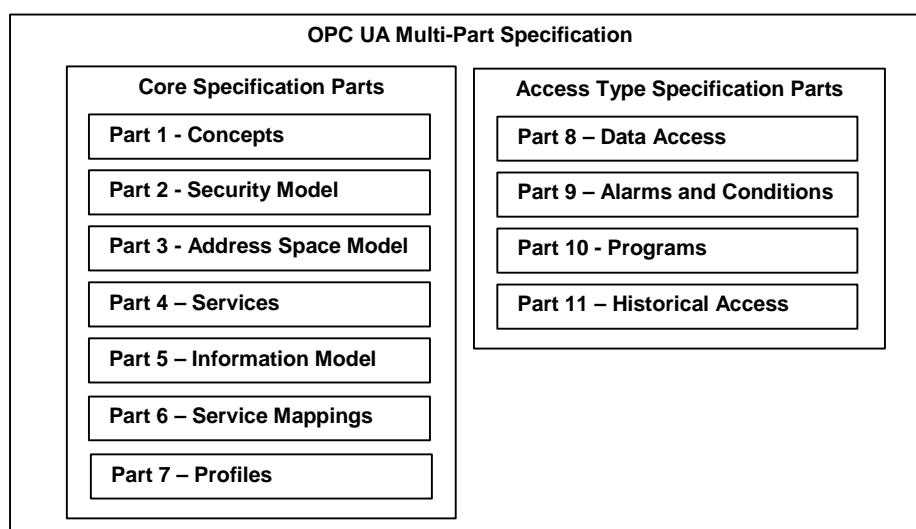 OPC UA Multi-Part Specification
Core Specification Parts
Part 1 - Concepts
Part 2 - Security Model
Part 3 - Address Space Model
Part 4 – Services
Part 5 – Information Model
Part 6 – Service Mappings
Part 7 – Profiles
Access Type Specification Parts
Part 8 – Data Access
Part 9 – Alarms and Conditions
Part 10 - Programs
Part 11 – Historical Access